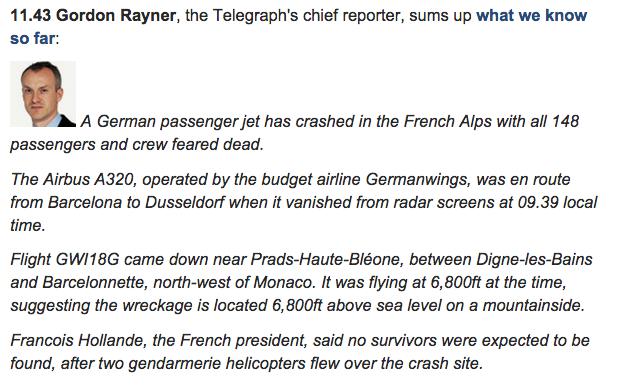 11.43 Gordon Rayner, the Telegraph's chief reporter, sums up what we know
so far:
A German passenger jet has crashed in the French Alps with all 148
passengers and crew feared dead.
The Airbus A320, operated by the budget airline Germanwings, was en route
from Barcelona to Dusseldorf when it vanished from radar screens at 09.39 local
time.
Flight GWI18G came down near Prads-Haute-Bléone, between Digne-les-Bains
and Barcelonnette, north-west of Monaco. It was flying at 6,800ft at the time,
suggesting the wreckage is located 6,800ft above sea level on a mountainside.
Francois Hollande, the French president, said no survivors were expected to be
found, after two gendarmerie helicopters flew over the crash site.